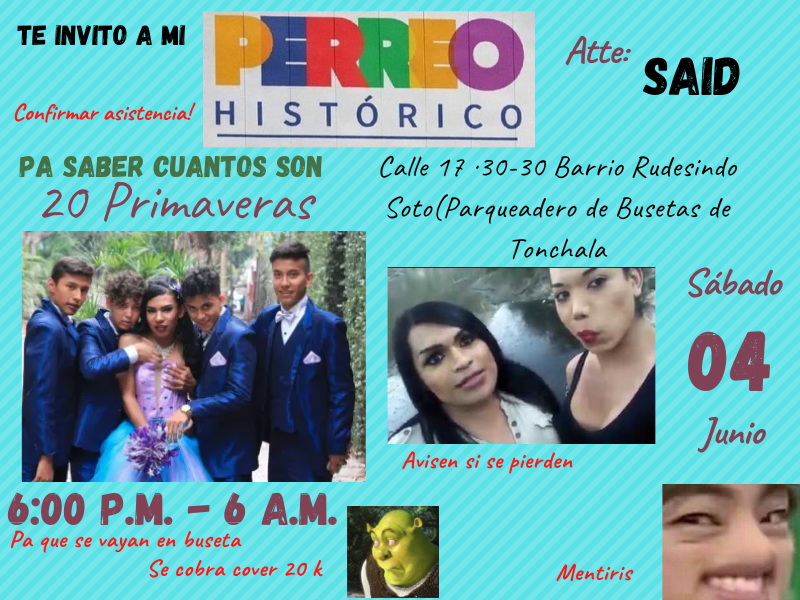 TE INVITO A MI
PERREO
HISTÓRICO
Atte:
SAID
Confirmar asistencia!
PA SABER CUANTOS SON
20 Primaveras
Calle 17 ·30-30 Barrio Rudesindo
Soto(Parqueadero de Busetas de
Tonchala
Sábado
04
Junio
Avisen si se pierden
6:00 P.M. – 6 A.M.
Pa que se vayan en buseta
Se cobra cover 20 k
Mentiris